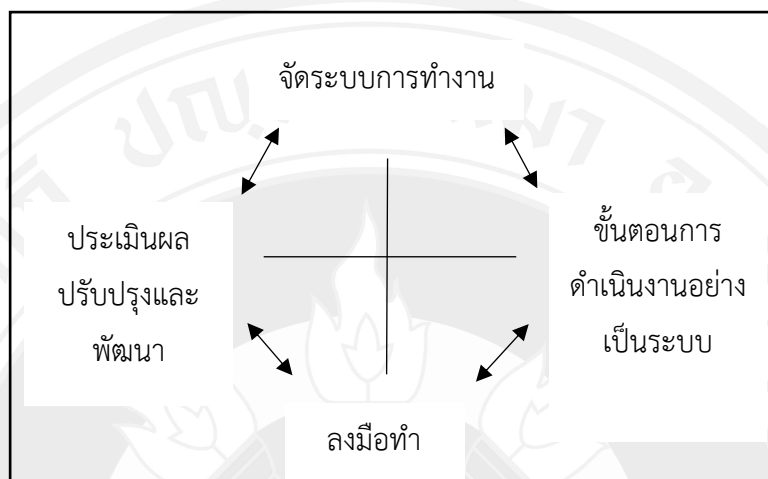 จัดระบบการทำงาน
ประเมินผล
ปรับปรุงและ
พัฒนา
ขั้นตอนการ
ดำเนินงานอย่าง
เป็นระบบ
ลงมือทำ